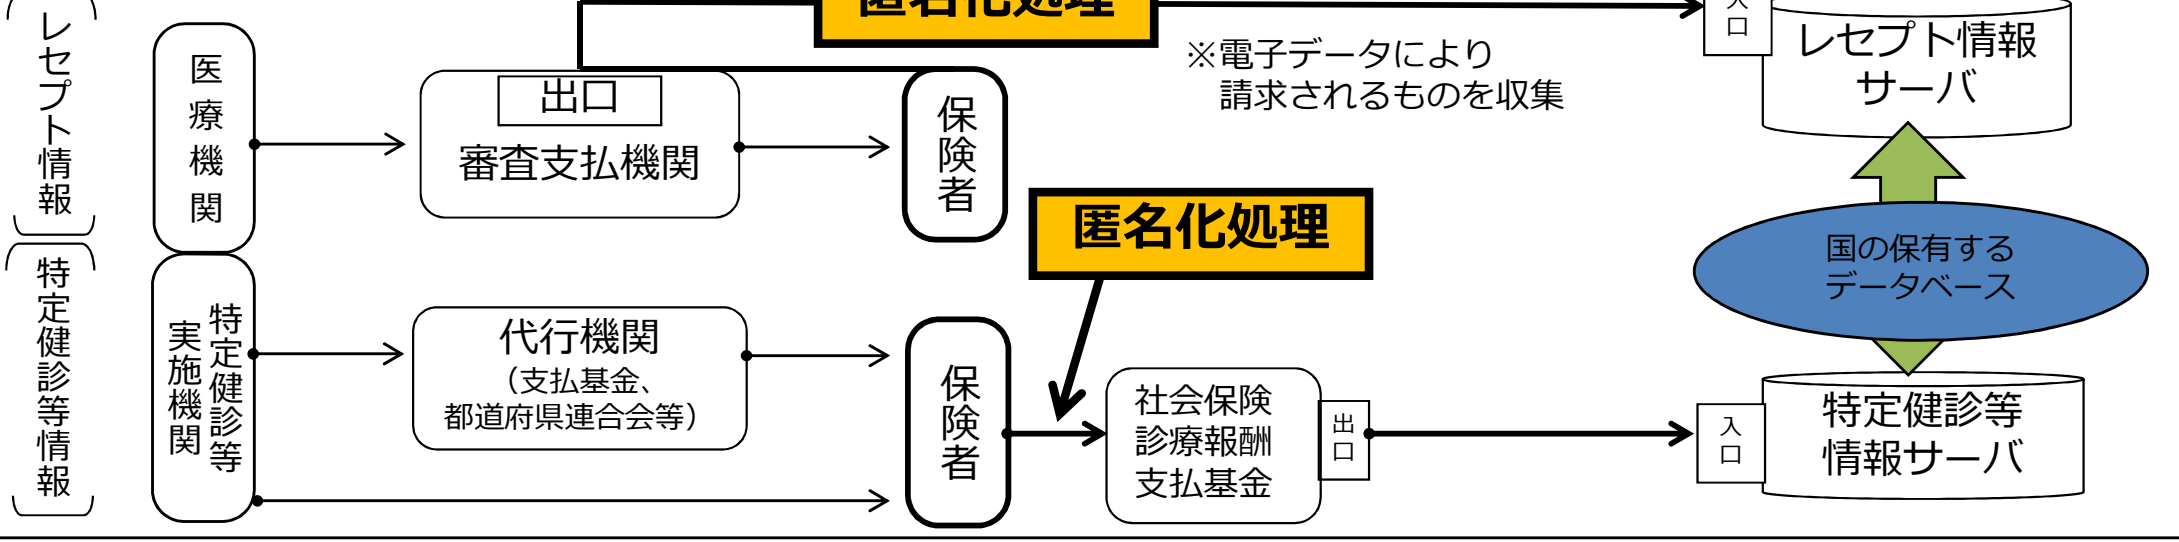 レセプト情報
医療機関
出口
審査支払機関
保険者
匿名化処理
※電子データにより
請求されるものを収集
入口
レセプト情報
サーバ
国の保有する
データベース
匿名化処理
特定健診等情報
特定健診等
実施機関
代行機関
（支払基金、
都道府県連合会等）
保険者
社会保険
診療報酬
支払基金
出口
入口
特定健診等
情報サーバ